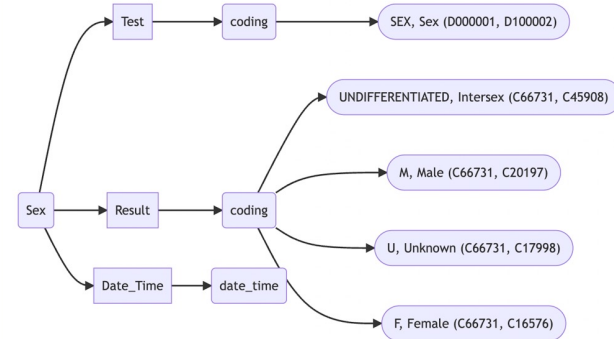 Test
coding
SEX, Sex (D000001, D100002)
UNDIFFERENTIATED, Intersex (C66731, C45908)
M, Male (C66731, C20197)
Sex
Result
coding
U, Unknown (C66731, C17998)
Date_Time
date_time
F, Female (C66731, C16576)